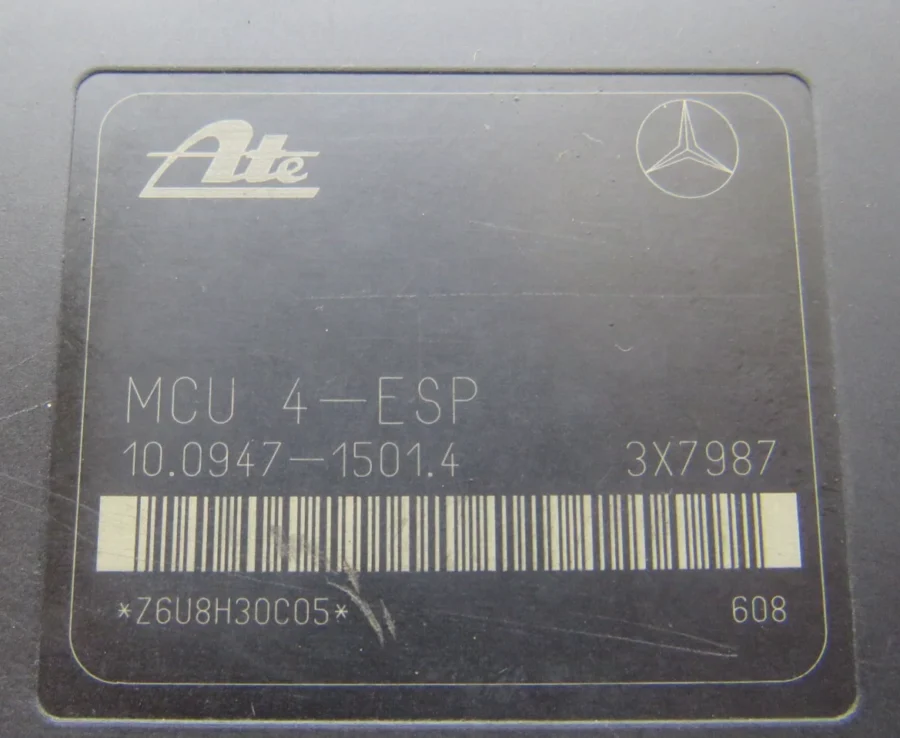 Ate
MCU 4-ESP
10.0947-1501.4 3X7987
*Z6U8H30C05*
608